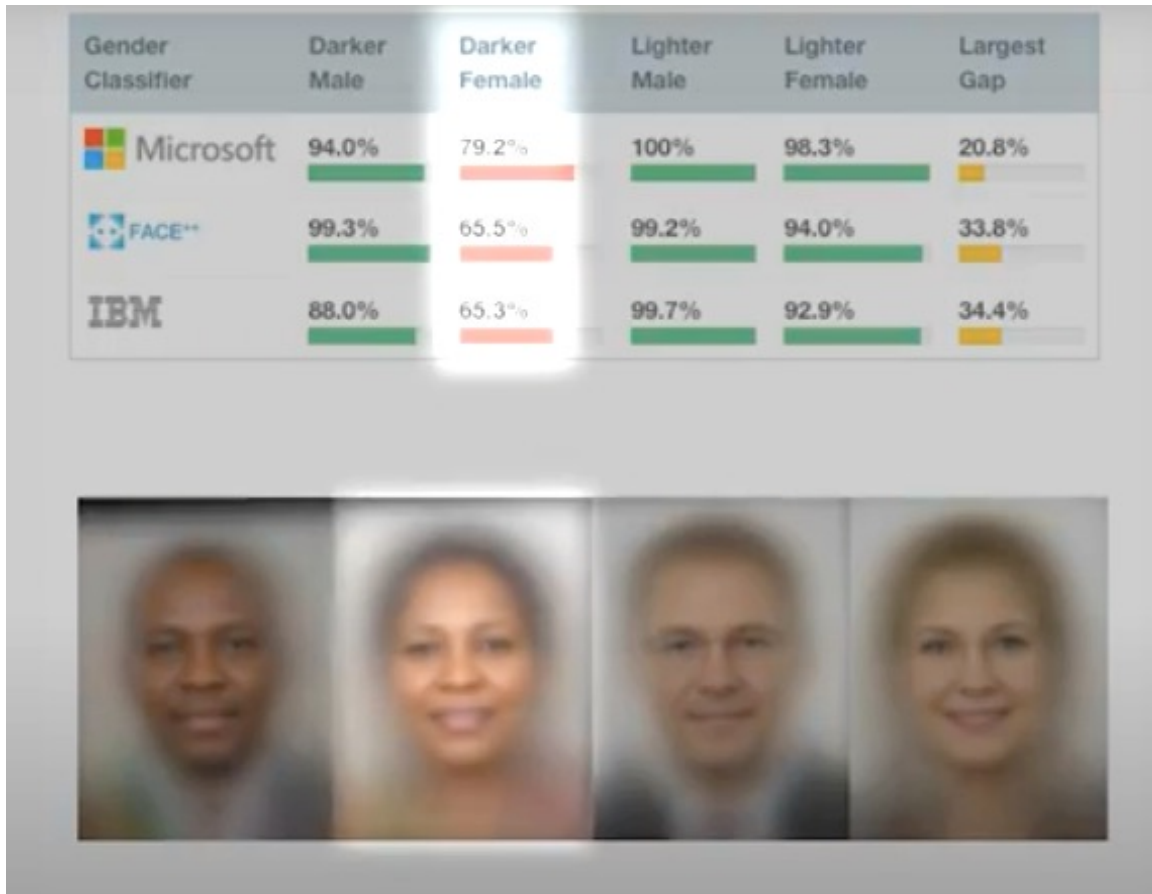 Gender Classifier
Darker Male
Darker Female
Lighter Male
Lighter Female
Largest Gap
Microsoft 94.0% 79.2% 100% 98.3% 20.8%
FACE++ 99.3% 65.5% 99.2% 94.0% 33.8%
IBM 88.0% 65.3% 99.7% 92.9% 34.4%